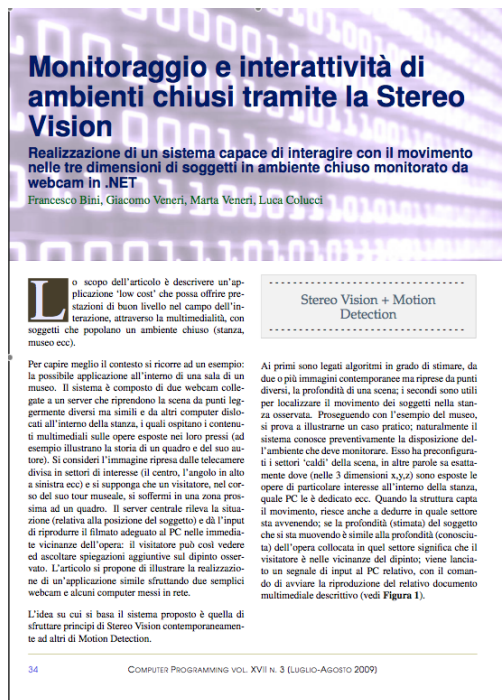 Monitoraggio e interattività di
ambienti chiusi tramite la Stereo
Vision
Realizzazione di un sistema capace di interagire con il movimento
nelle tre dimensioni di soggetti in ambiente chiuso monitorato da
webcam in .NET
Francesco Bini, Giacomo Veneri, Marta Veneri, Luca Colucci
Lo scopo dell'articolo è descrivere un'ap-
plicazione 'low cost' che possa offrire pre-
stazioni di buon livello nel campo dell'in-
terazione, attraverso la multimedialità, con
soggetti che popolano un ambiente chiuso (stanza,
museo ecc).
Per capire meglio il contesto si ricorre ad un esempio:
la possibile applicazione all'interno di una sala di un
museo. Il sistema è composto di due webcam colle-
gate a un server che riprendono la scena da punti leg-
germente diversi ma simili e da altri computer dislo-
cati all'interno della stanza, i quali ospitano i contenu-
ti multimediali sulle opere esposte nei loro pressi (ad
esempio illustrano la storia di un quadro e del suo au-
tore). Si consideri l'immagine ripresa dalle telecamere
divisa in settori di interesse (il centro, l'angolo in alto
a sinistra ecc) e si supponga che un visitatore, nel cor-
so del suo tour museale, si soffermi in una zona pros-
sima ad un quadro. Il server centrale rileva la situa-
zione (relativa alla posizione del soggetto) e dà l'input
di riprodurre il filmato adeguato al PC nelle immedia-
te vicinanze dell'opera: il visitatore può così vedere
ed ascoltare spiegazioni aggiuntive sul dipinto osser-
vato. L'articolo si propone di illustrare la realizzazio-
ne di un'applicazione simile sfruttando due semplici
webcam e alcuni computer messi in rete.
L'idea su cui si basa il sistema proposto è quella di
sfruttare principi di Stereo Vision contemporaneamen-
te ad altri di Motion Detection.
Stereo Vision + Motion
Detection
Ai primi sono legati algoritmi in grado di stimare, da
due o più immagini contemporanee ma riprese da punti
diversi, la profondità di una scena; i secondi sono utili
per localizzare il movimento dei soggetti nella stan-
za osservata. Proseguendo con l'esempio del museo,
si prova a illustrarne un caso pratico; naturalmente il
sistema conosce preventivamente la disposizione del-
l'ambiente che deve monitorare. Esso ha preconfigura-
ti i settori 'caldi' della scena, in altre parole sa esatta-
mente dove (nelle 3 dimensioni x,y,z) sono esposte le
opere di particolare interesse all'interno della stanza,
quale PC le è dedicato ecc. Quando la struttura capta
il movimento, riesce anche a dedurre in quale settore
sta avvenendo; se la profondità (stimata) del soggetto
che si sta muovendo è simile alla profondità (conosciu-
ta) dell'opera collocata in quel settore significa che il
visitatore è nelle vicinanze del dipinto; viene lancia-
to un segnale di input al PC relativo, con il coman-
do di avviare la riproduzione del relativo documento
multimediale descrittivo (vedi Figura 1).
34 COMPUTER PROGRAMMING VOL. XVII N. 3 (LUGLIO-AGOSTO 2009)